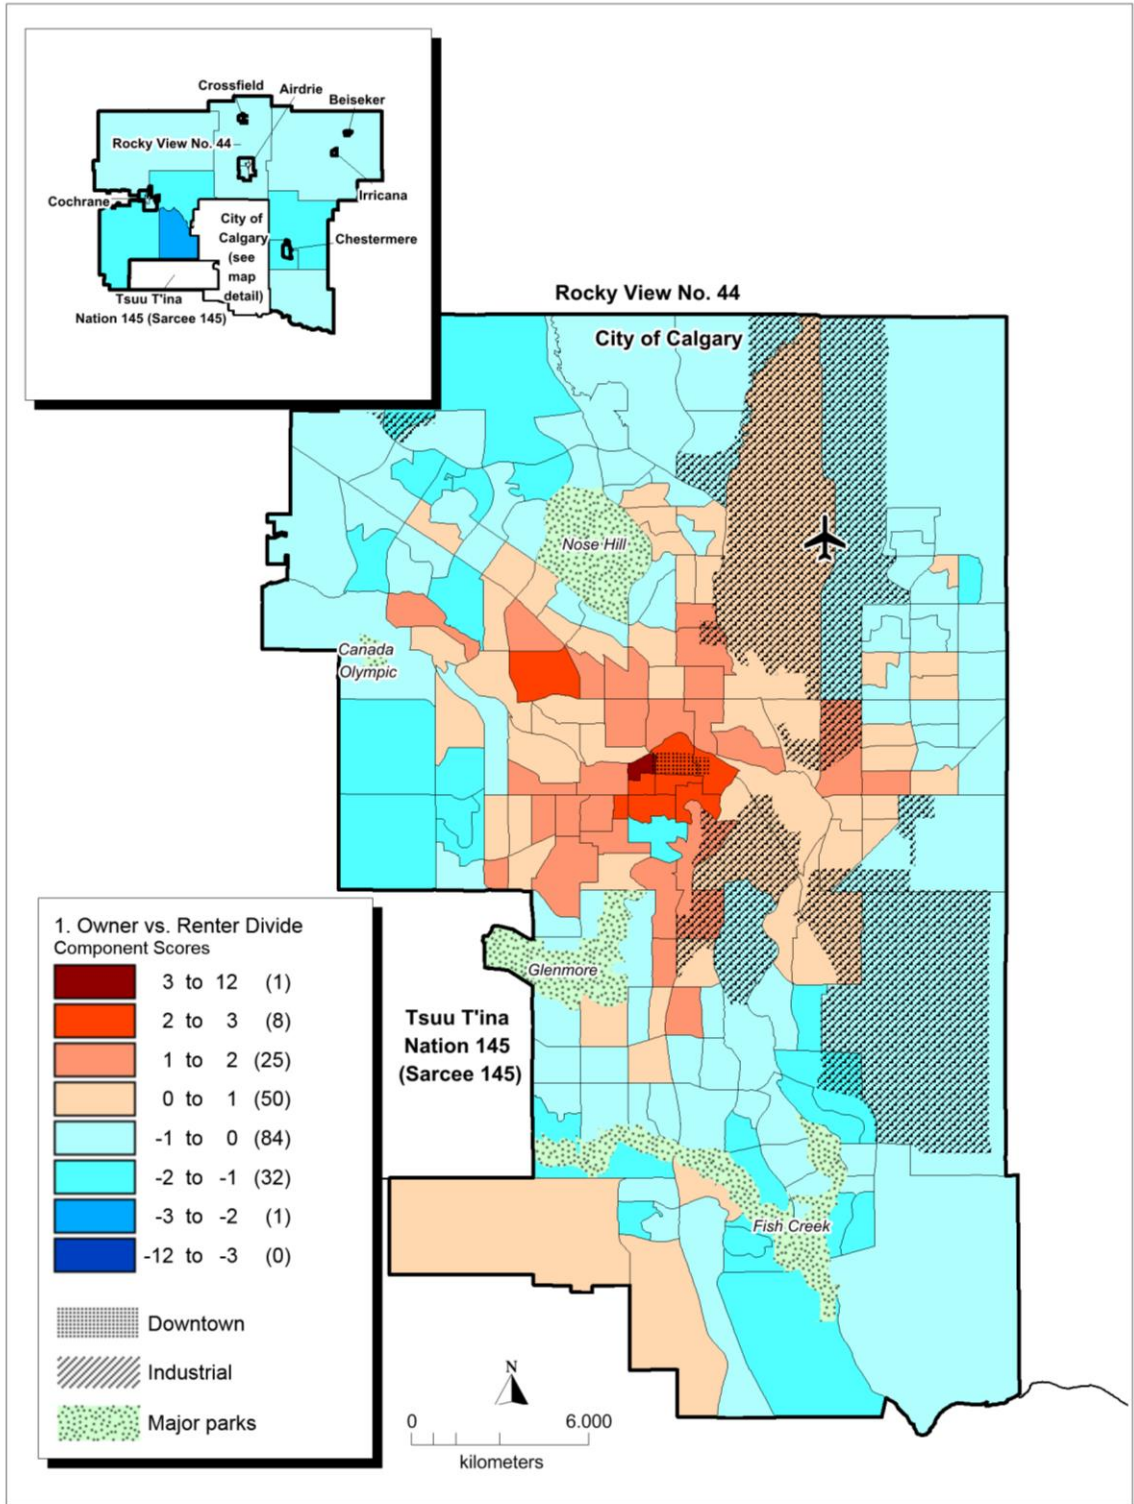 Crossfield
Airdrie
Beiseker
Rocky View No. 44
Irricana
Cochrane
City of
Calgary
(see
map
detail)
Chestermere
Tsuu T'ina
Nation 145 (Sarcee 145)
Rocky View No. 44
City of Calgary
Nose Hill
Canada
Olympic
Glenmore
Tsuu T'ina
Nation 145
(Sarcee 145)
Fish Creek
1. Owner vs. Renter Divide
Component Scores
3 to 12 (1)
2 to 3 (8)
1 to 2 (25)
0 to 1 (50)
-1 to 0 (84)
-2 to -1 (32)
-3 to -2 (1)
-12 to -3 (0)
Downtown
Industrial
Major parks
N
0 6.000
kilometers